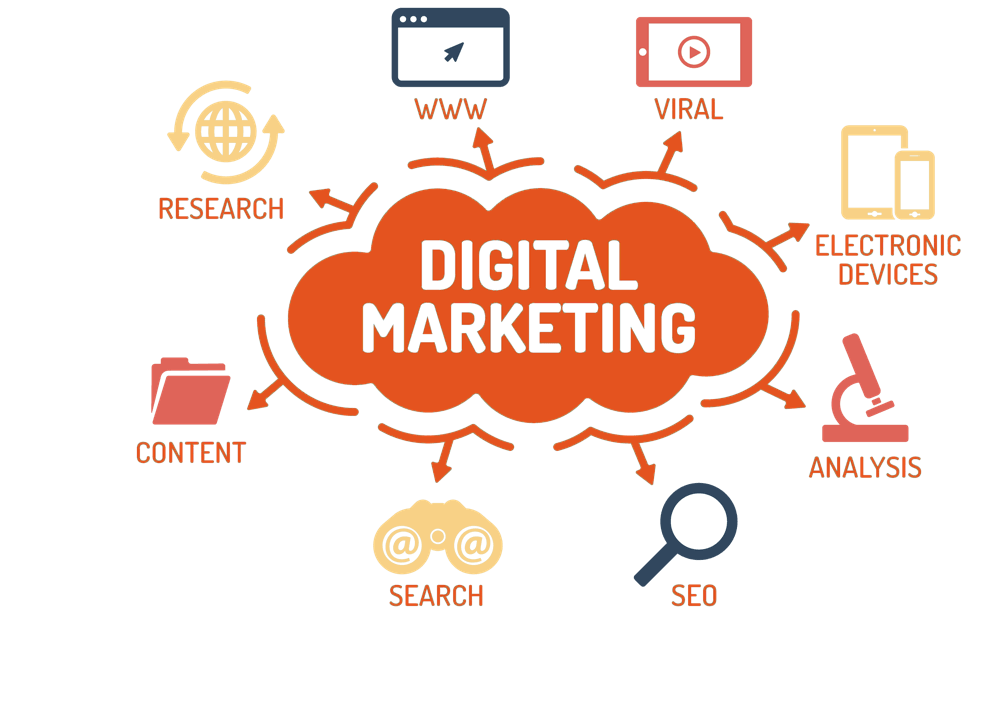 WWW
VIRAL
RESEARCH
ELECTRONIC
DEVICES
DIGITAL
MARKETING
CONTENT
ANALYSIS
@ @
SEARCH
SEO